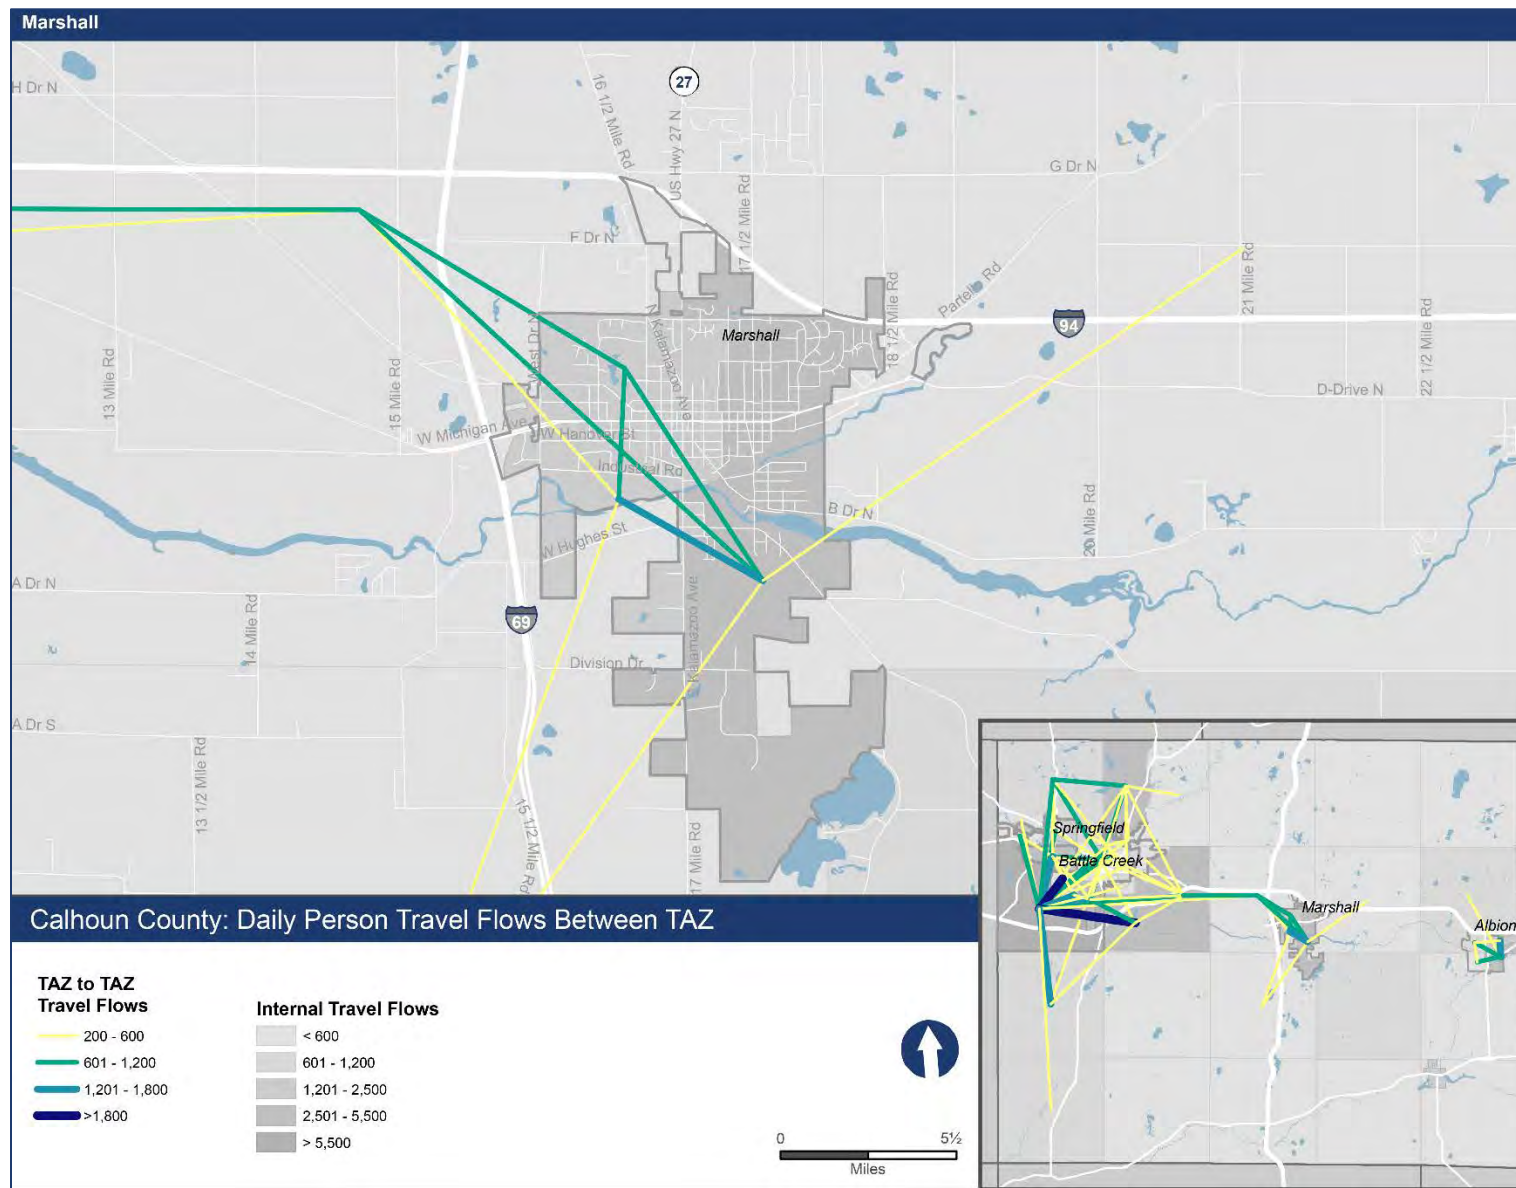 Marshall
H Dr N
16 1/2 Mile Rd
27
US Hwy 27 N
G Dr N
17 1/2 Mile Rd
F Dr N
21 Mile Rd
Partello Rd
18 1/2 Mile Rd
22 1/2 Mile Rd
94
West Dr N
N Kalamazoo Ave
Marshall
13 Mile Rd
15 Mile Rd
D-Drive N
W Michigan Ave
W Hanover St
Industrial Rd
B Dr N
20 Mile Rd
W Hughes St
A Dr N
14 Mile Rd
69
Kalamazoo Ave
Division Dr
A Dr S
13 1/2 Mile Rd
15 1/2 Mile Rd
17 Mile Rd
Springfield
Battle Creek
Marshall
Albion
Calhoun County: Daily Person Travel Flows Between TAZ
TAZ to TAZ
Travel Flows
200 - 600
601 - 1,200
1,201 - 1,800
>1,800
Internal Travel Flows
< 600
601 - 1,200
1,201 - 2,500
2,501 - 5,500
> 5,500
0 5½
Miles